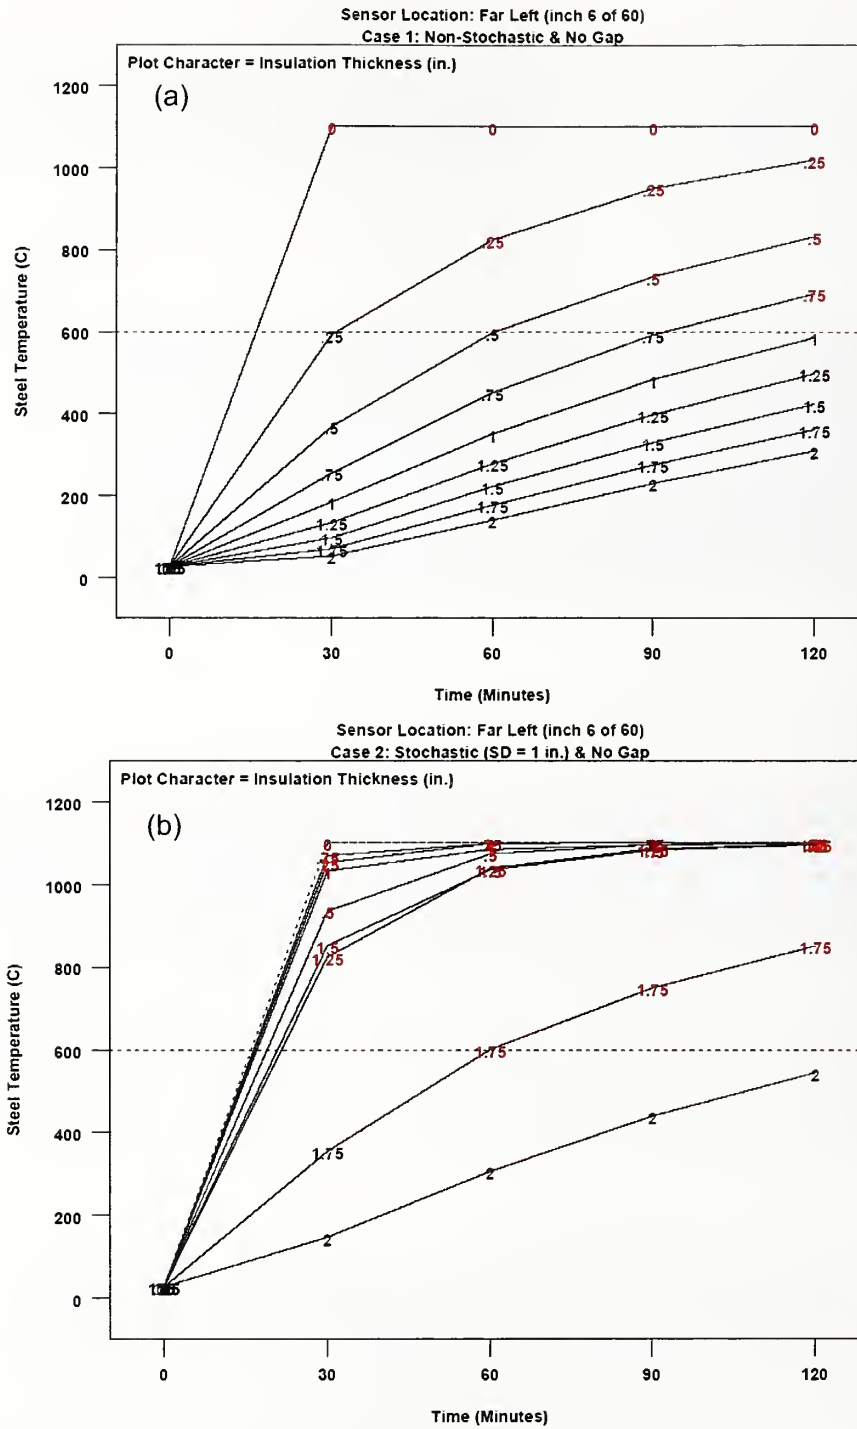 Sensor Location: Far Left (inch 6 of 60)
Case 1: Non-Stochastic & No Gap
Plot Character = Insulation Thickness (in.)
(a)
1200
1000
800
600
400
200
0
Steel Temperature (C)
0 0 0 0
.25 .25 .25 .25
.5 .5 .5 .5
.75 .75 .75 .75
1 1 1 1
1.25 1.25 1.25 1.25
1.5 1.5 1.5 1.5
1.75 1.75 1.75 1.75
2 2 2 2
0 30 60 90 120
Time (Minutes)
Sensor Location: Far Left (inch 6 of 60)
Case 2: Stochastic (SD = 1 in.) & No Gap
Plot Character = Insulation Thickness (in.)
(b)
1200
1000
800
600
400
200
0
Steel Temperature (C)
0
1
.5 .5
1.5
1.25 1.25
1.75 1.75 1.75 1.75
2 2 2 2
0 30 60 90 120
Time (Minutes)